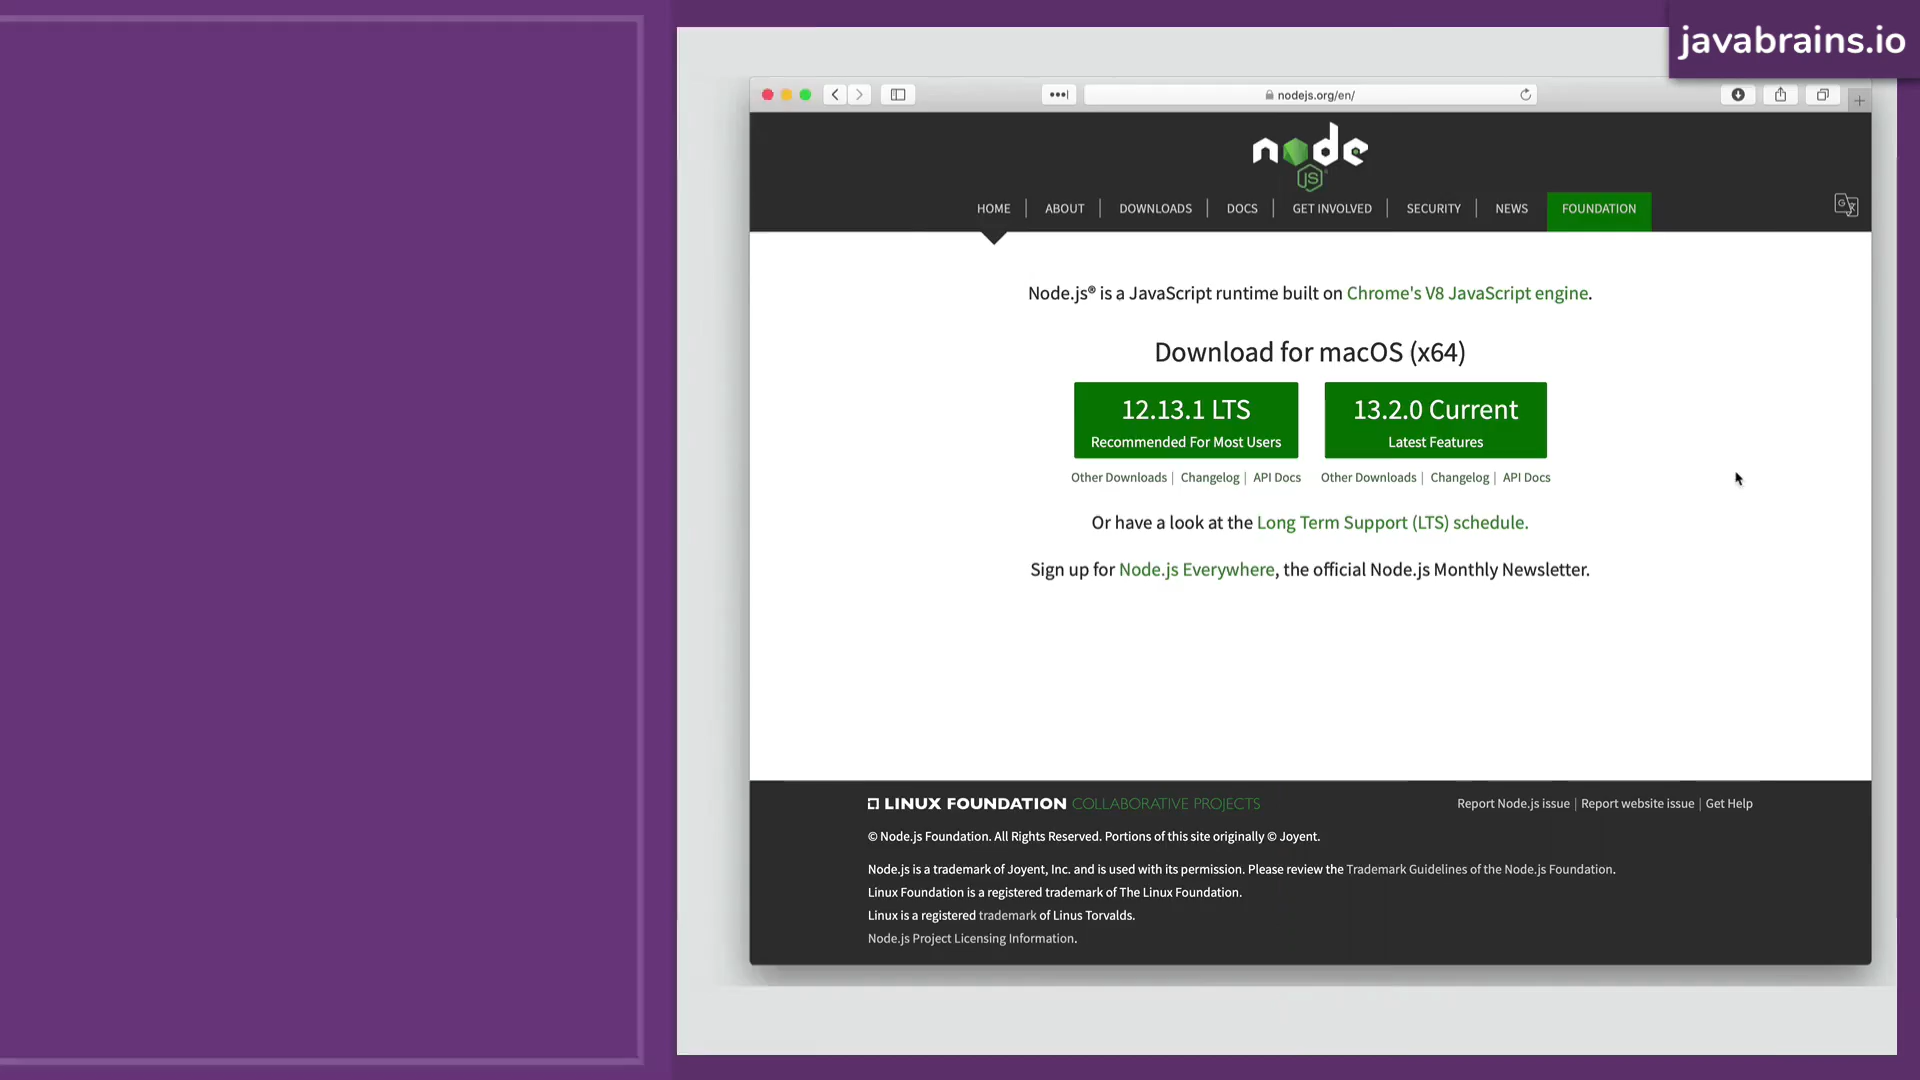 javabrains.io
nodejs.org/en/
node
JS
HOME | ABOUT | DOWNLOADS | DOCS | GET INVOLVED | SECURITY | NEWS FOUNDATION
Node.js® is a JavaScript runtime built on Chrome's V8 JavaScript engine.
Download for macOS (x64)
12.13.1 LTS
Recommended For Most Users
13.2.0 Current
Latest Features
Other Downloads | Changelog | API Docs
Other Downloads | Changelog | API Docs
Or have a look at the Long Term Support (LTS) schedule.
Sign up for Node.js Everywhere, the official Node.js Monthly Newsletter.
LINUX FOUNDATION COLLABORATIVE PROJECTS
Report Node.js issue | Report website issue | Get Help
© Node.js Foundation. All Rights Reserved. Portions of this site originally © Joyent.
Node.js is a trademark of Joyent, Inc. and is used with its permission. Please review the Trademark Guidelines of the Node.js Foundation.
Linux Foundation is a registered trademark of The Linux Foundation.
Linux is a registered trademark of Linus Torvalds.
Node.js Project Licensing Information.